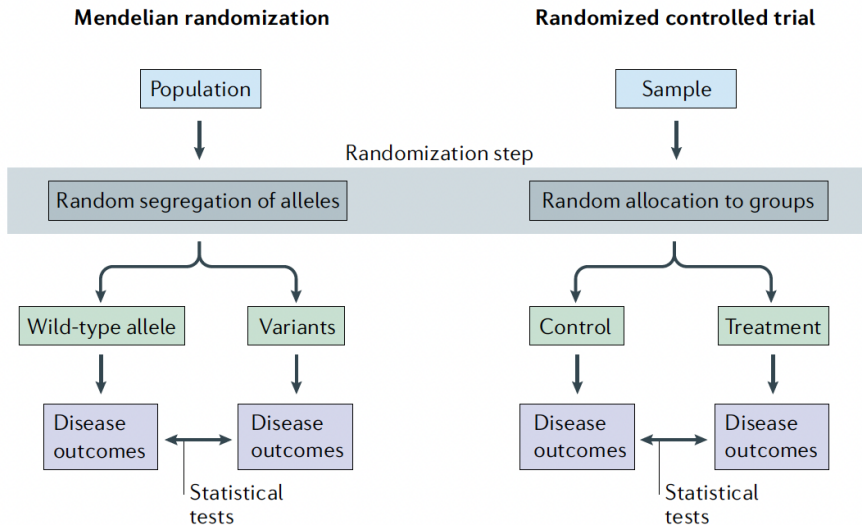 Mendelian randomization
Randomized controlled trial
Population
Sample
Randomization step
Random segregation of alleles
Random allocation to groups
Wild-type allele
Variants
Control
Treatment
Disease
outcomes
Disease
outcomes
Disease
outcomes
Disease
outcomes
Statistical
tests
Statistical
tests